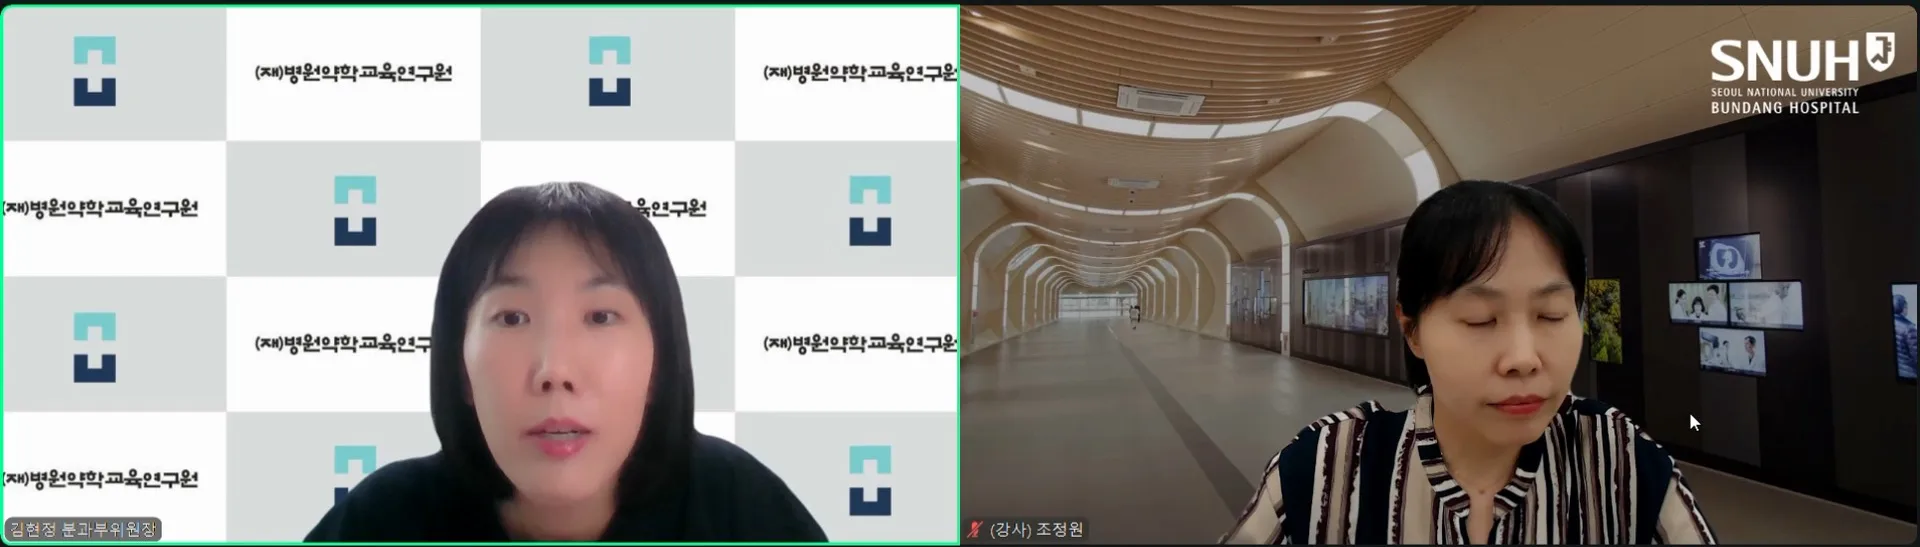 (재)병원약학교육연구원
(재)병원약학교육연구원
SNUH
SEOUL NATIONAL UNIVERSITY
BUNDANG HOSPITAL
(재)병원약학교육연구원
육연구원
(재)병원약학교육연구
(재)병원약학교육연구원
(재)병원약학교육연구원
김현정 분과부위원장
(강사) 조정원